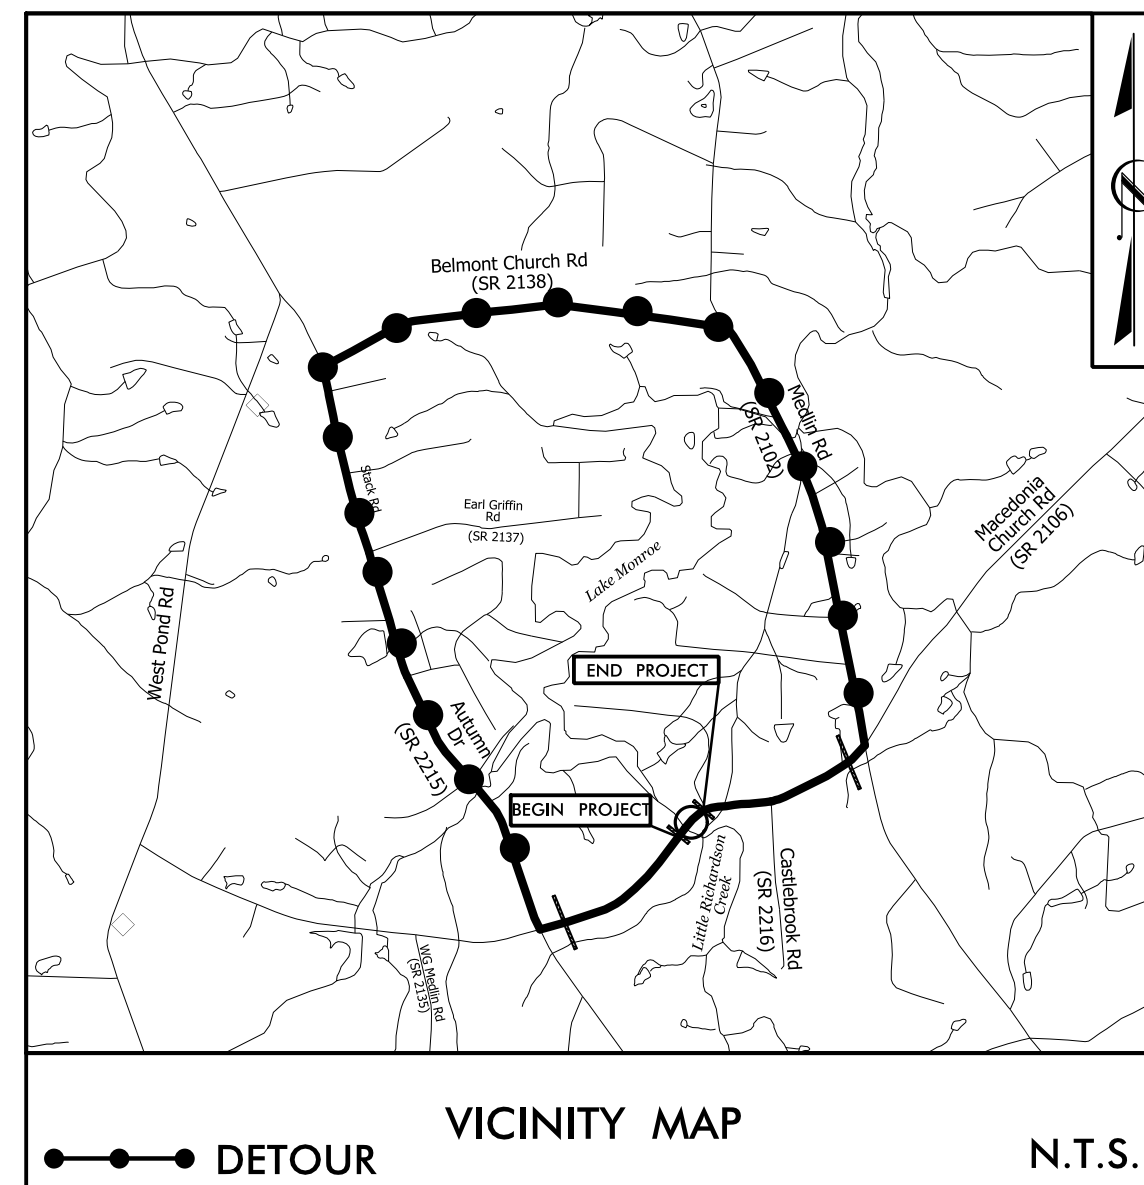 Belmont Church Rd
(SR 2138)
Medlin Rd
(SR 2102)
Stack Rd
Earl Griffin
Rd
(SR 2137)
Macedonia
Church Rd
(SR 2106)
Lake Monroe
West Pond Rd
END PROJECT
Autumn
Dr
(SR 2215)
BEGIN PROJECT
Little Richardson
Creek
Castlebrook Rd
(SR 2216)
WG Medlin Rd
(SR 2135)
VICINITY MAP
DETOUR
N.T.S.